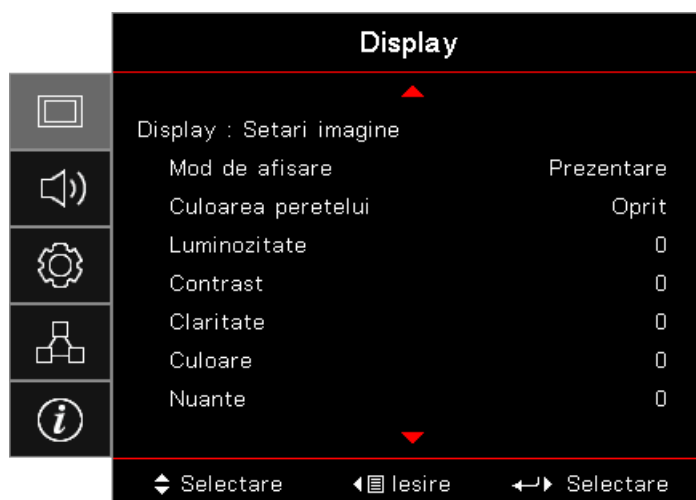 Display
Display : Setari imagine
Mod de afisare Prezentare
Culoarea peretelui Oprit
Luminozitate 0
Contrast 0
Claritate 0
Culoare 0
Nuante 0
Selectare Iesire Selectare